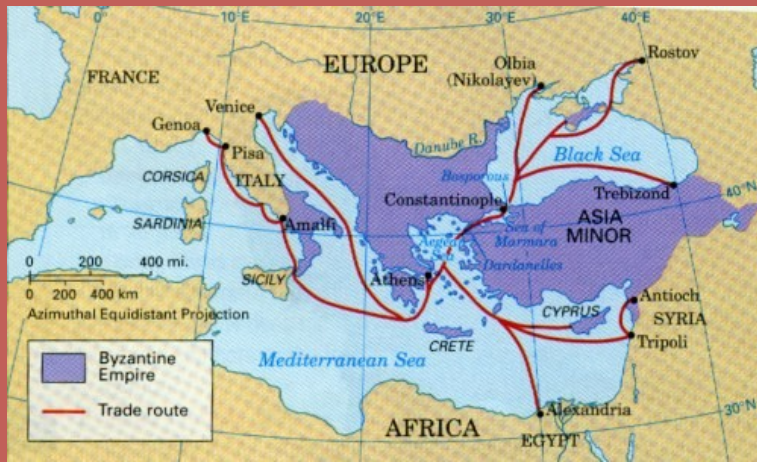 0°
10°E
20°E
30°E
40°E
50°N
Rostov
EUROPE
Olbia
(Nikolayev)
FRANCE
Venice
Genoa
Danube R.
Pisa
Black Sea
CORSICA
ITALY
Bosporous
Trebizond
40°N
Constantinople
ASIA
MINOR
SARDINIA
Amalfi
Sea of
Marmara
Aegean
Sea
0 200 400 mi.
Dardanelles
SICILY
Athens
0 200 400 km
Antioch
CYPRUS
SYRIA
Azimuthal Equidistant Projection
CRETE
Tripoli
Mediterranean Sea
Byzantine
Empire
Trade route
Alexandria
30°N
AFRICA
EGYPT